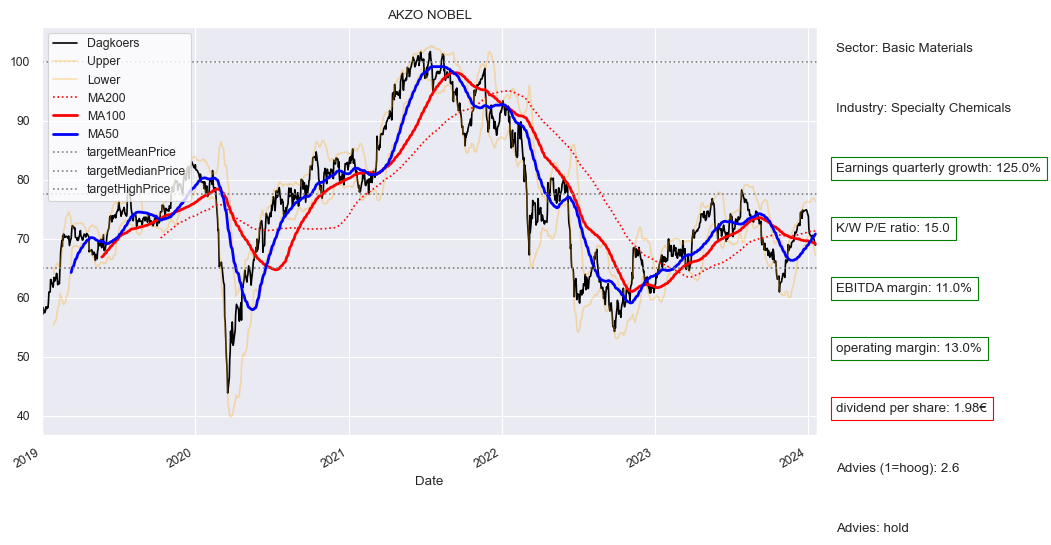 AKZO NOBEL
Dagkoers
Upper
Lower
MA200
MA100
MA50
targetMeanPrice
targetMedianPrice
targetHighPrice
100
90
80
70
60
50
40
2019
2020
2021
2022
2023
2024
Date
Sector: Basic Materials
Industry: Specialty Chemicals
Earnings quarterly growth: 125.0%
K/W P/E ratio: 15.0
EBITDA margin: 11.0%
operating margin: 13.0%
dividend per share: 1.98€
Advies (1=hoog): 2.6
Advies: hold